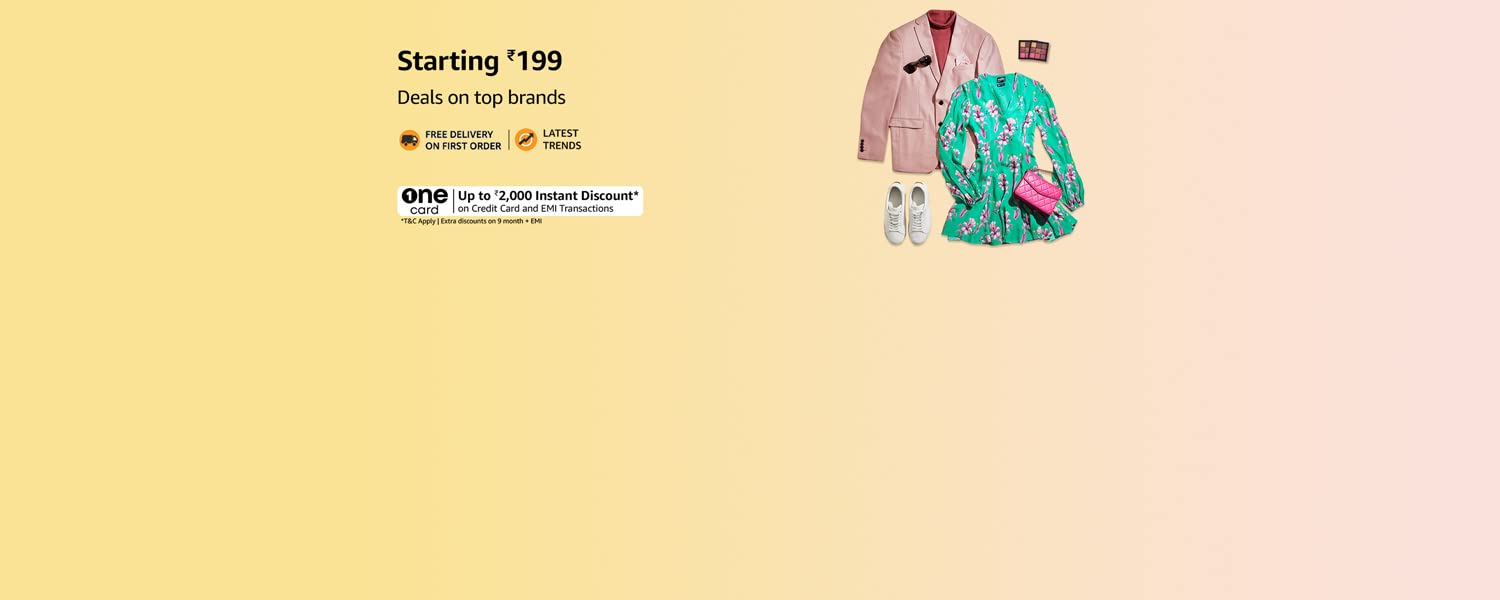 Starting ₹199
Deals on top brands
FREE DELIVERY
ON FIRST ORDER
LATEST
TRENDS
one
card
Up to ₹2,000 Instant Discount*
on Credit Card and EMI Transactions
*T&C Apply | Extra discounts on 9 month + EMI